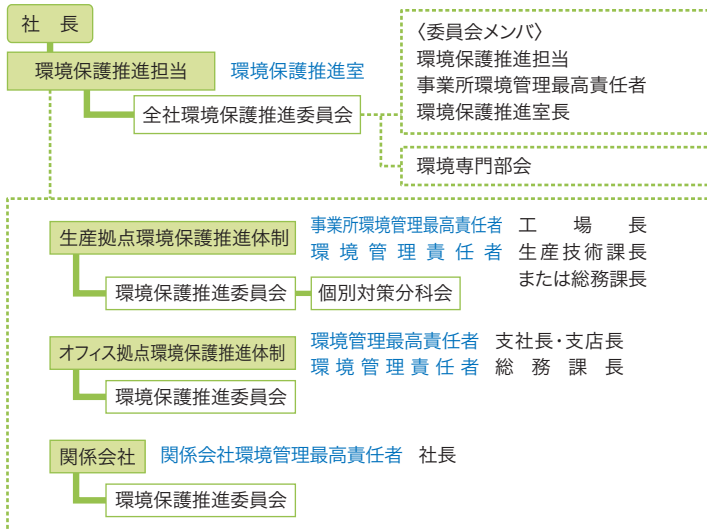 社 長
環境保護推進担当 環境保護推進室
全社環境保護推進委員会
〈委員会メンバ〉
環境保護推進担当
事業所環境管理最高責任者
環境保護推進室長
環境専門部会
生産拠点環境保護推進体制
事業所環境管理最高責任者 工場長
環境管理責任者 生産技術課長
または総務課長
環境保護推進委員会 個別対策分科会
オフィス拠点環境保護推進体制
環境管理最高責任者 支社長・支店長
環境管理責任者 総務課長
環境保護推進委員会
関係会社 関係会社環境管理最高責任者 社長
環境保護推進委員会